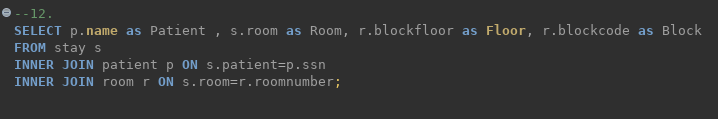 --12.
SELECT p.name as Patient , s.room as Room, r.blockfloor as Floor, r.blockcode as Block
FROM stay s
INNER JOIN patient p ON s.patient=p.ssn
INNER JOIN room r ON s.room=r.roomnumber;